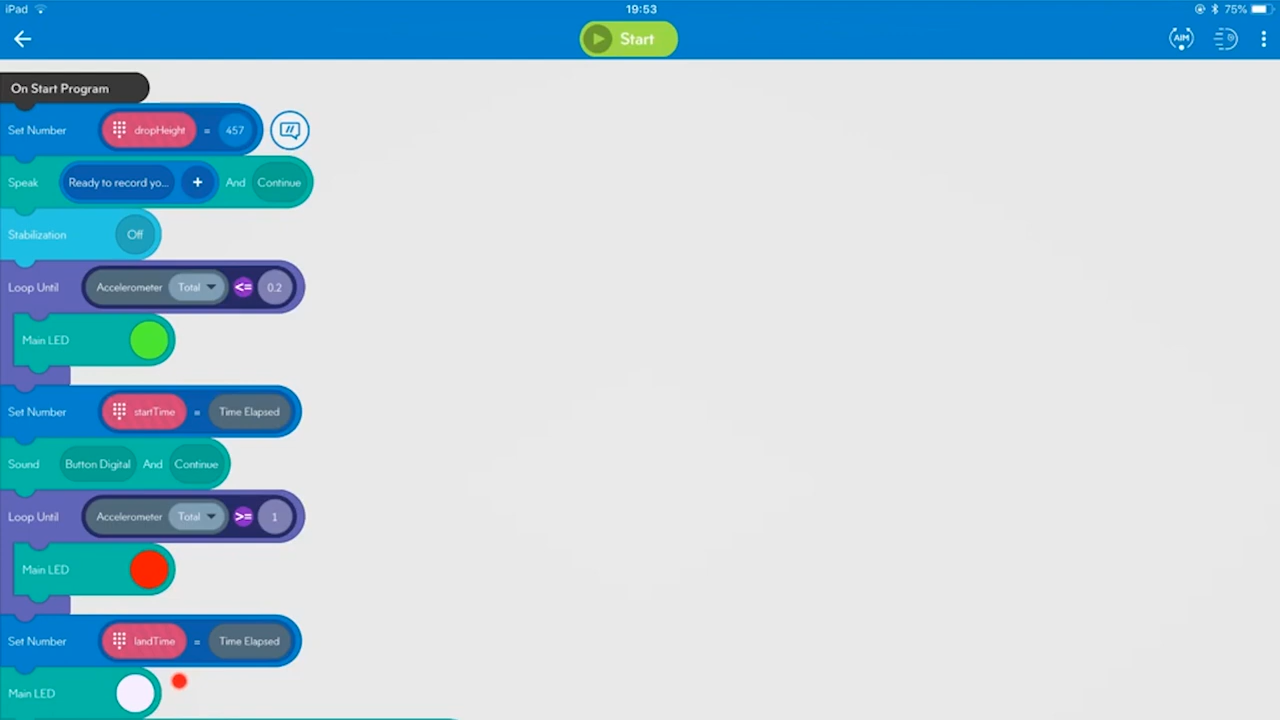 iPad 19:53 75%
Start AIM
On Start Program
Set Number dropHeight = 457 //
Speak Ready to record yo... + And Continue
Stabilization Off
Loop Until Accelerometer Total <= 0.2
Main LED
Set Number startTime = Time Elapsed
Sound Button Digital And Continue
Loop Until Accelerometer Total >= 1
Main LED
Set Number landTime = Time Elapsed
Main LED